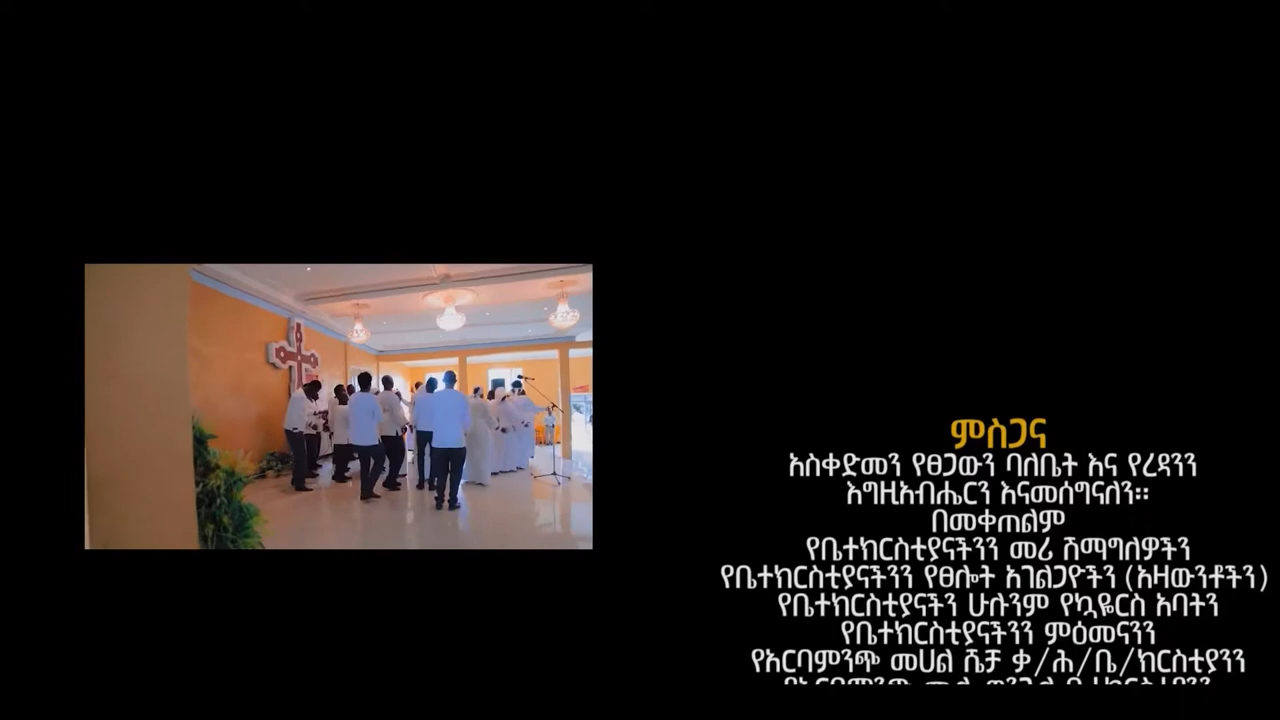 ምስጋና
አስቀድመን የፀጋውን ባለቤት እና የረዳንን
እግዚአብሔርን እናመሰግናለን፡፡
በመቀጠልም
የቤተክርስቲያናችንን መሪ ሽማግለዎችን
የቤተክርስቲያናችንን የፀሎት አገልጋዮችን (አዛውንቶችን)
የቤተክርስቲያናችን ሁሉንም የኳዬርስ አባትን
የቤተክርስቲያናችንን ምዕመናንን
የአርባምንጭ መሀል ሼቻ ቃ/ሕ/ቤ/ክርስቲያንን